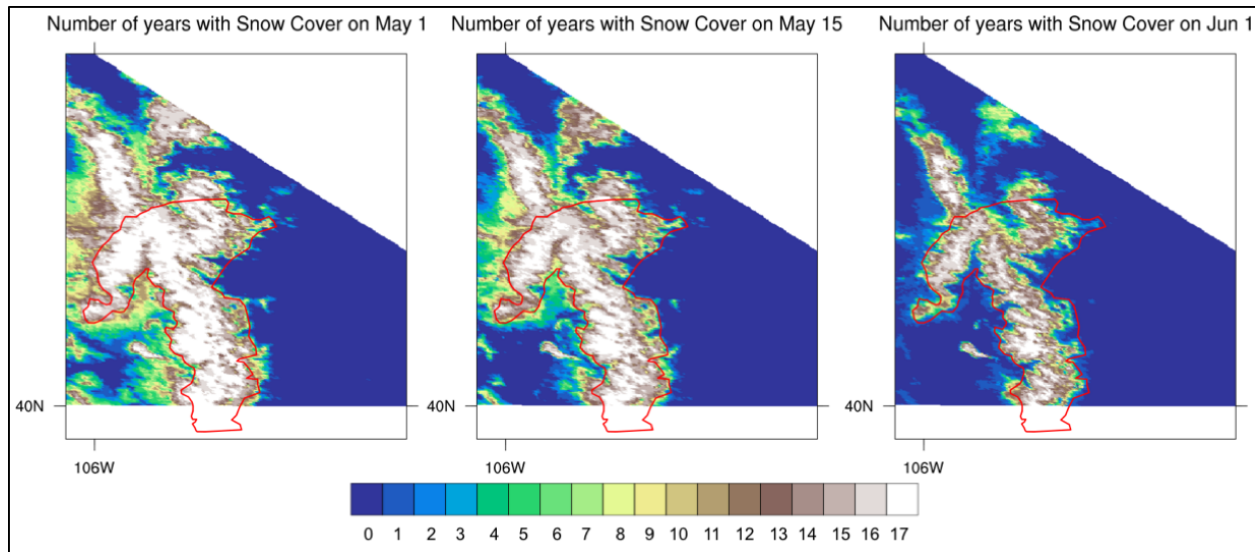 Number of years with Snow Cover on May 1
Number of years with Snow Cover on May 15
Number of years with Snow Cover on Jun 1
40N
40N
40N
106W
106W
106W
0 1 2 3 4 5 6 7 8 9 10 11 12 13 14 15 16 17